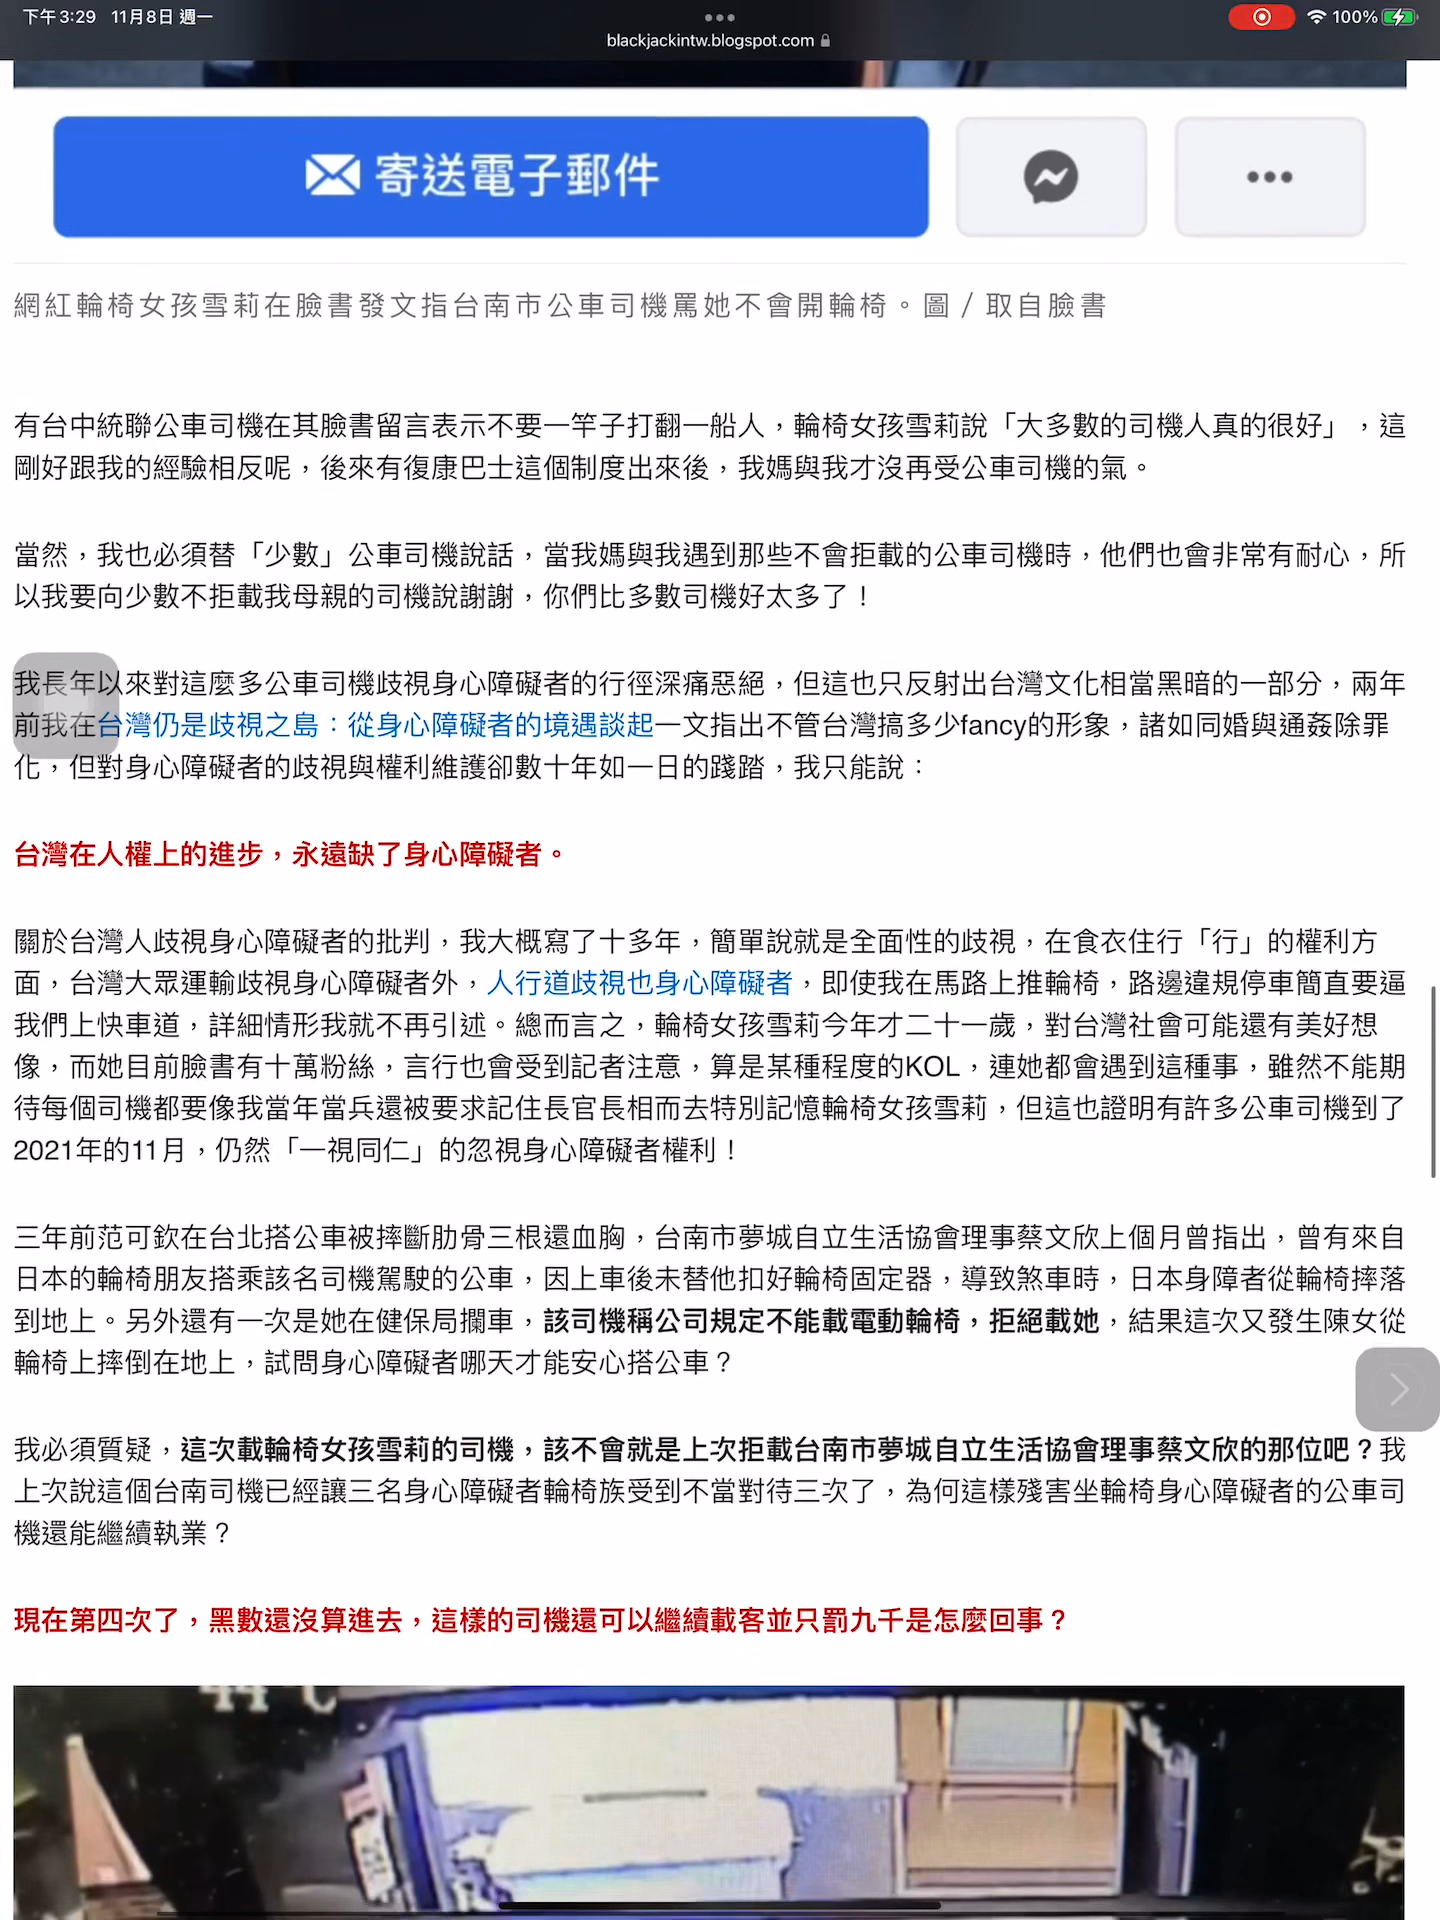 下午3:29 11月8日 週一
100%
blackjackintw.blogspot.com
寄送電子郵件
網紅輪椅女孩雪莉在臉書發文指台南市公車司機罵她不會開輪椅。圖／取自臉書
有台中統聯公車司機在其臉書留言表示不要一竿子打翻一船人，輪椅女孩雪莉說「大多數的司機人真的很好」，這
剛好跟我的經驗相反呢，後來有復康巴士這個制度出來後，我媽與我才沒再受公車司機的氣。
當然，我也必須替「少數」公車司機說話，當我媽與我遇到那些不會拒載的公車司機時，他們也會非常有耐心，所
以我要向少數不拒載我母親的司機說謝謝，你們比多數司機好太多了！
我長年以來對這麼多公車司機歧視身心障礙者的行徑深痛惡絕，但這也只反射出台灣文化相當黑暗的一部分，兩年
前我在台灣仍是歧視之島：從身心障礙者的境遇談起一文指出不管台灣搞多少fancy的形象，諸如同婚與通姦除罪
化，但對身心障礙者的歧視與權利維護卻數十年如一日的踐踏，我只能說：
台灣在人權上的進步，永遠缺了身心障礙者。
關於台灣人歧視身心障礙者的批判，我大概寫了十多年，簡單說就是全面性的歧視，在食衣住行「行」的權利方
面，台灣大眾運輸歧視身心障礙者外，人行道歧視也身心障礙者，即使我在馬路上推輪椅，路邊違規停車簡直要逼
我們上快車道，詳細情形我就不再引述。總而言之，輪椅女孩雪莉今年才二十一歲，對台灣社會可能還有美好想
像，而她目前臉書有十萬粉絲，言行也會受到記者注意，算是某種程度的KOL，連她都會遇到這種事，雖然不能期
待每個司機都要像我當年當兵還被要求記住長官長相而去特別記憶輪椅女孩雪莉，但這也證明有許多公車司機到了
2021年的11月，仍然「一視同仁」的忽視身心障礙者權利！
三年前范可欽在台北搭公車被摔斷肋骨三根還血胸，台南市夢城自立生活協會理事蔡文欣上個月曾指出，曾有來自
日本的輪椅朋友搭乘該名司機駕駛的公車，因上車後未替他扣好輪椅固定器，導致煞車時，日本身障者從輪椅摔落
到地上。另外還有一次是她在健保局攔車，該司機稱公司規定不能載電動輪椅，拒絕載她，結果這次又發生陳女從
輪椅上摔倒在地上，試問身心障礙者哪天才能安心搭公車？
我必須質疑，這次載輪椅女孩雪莉的司機，該不會就是上次拒載台南市夢城自立生活協會理事蔡文欣的那位吧？我
上次說這個台南司機已經讓三名身心障礙者輪椅族受到不當對待三次了，為何這樣殘害坐輪椅身心障礙者的公車司
機還能繼續執業？
現在第四次了，黑數還沒算進去，這樣的司機還可以繼續載客並只罰九千是怎麼回事？